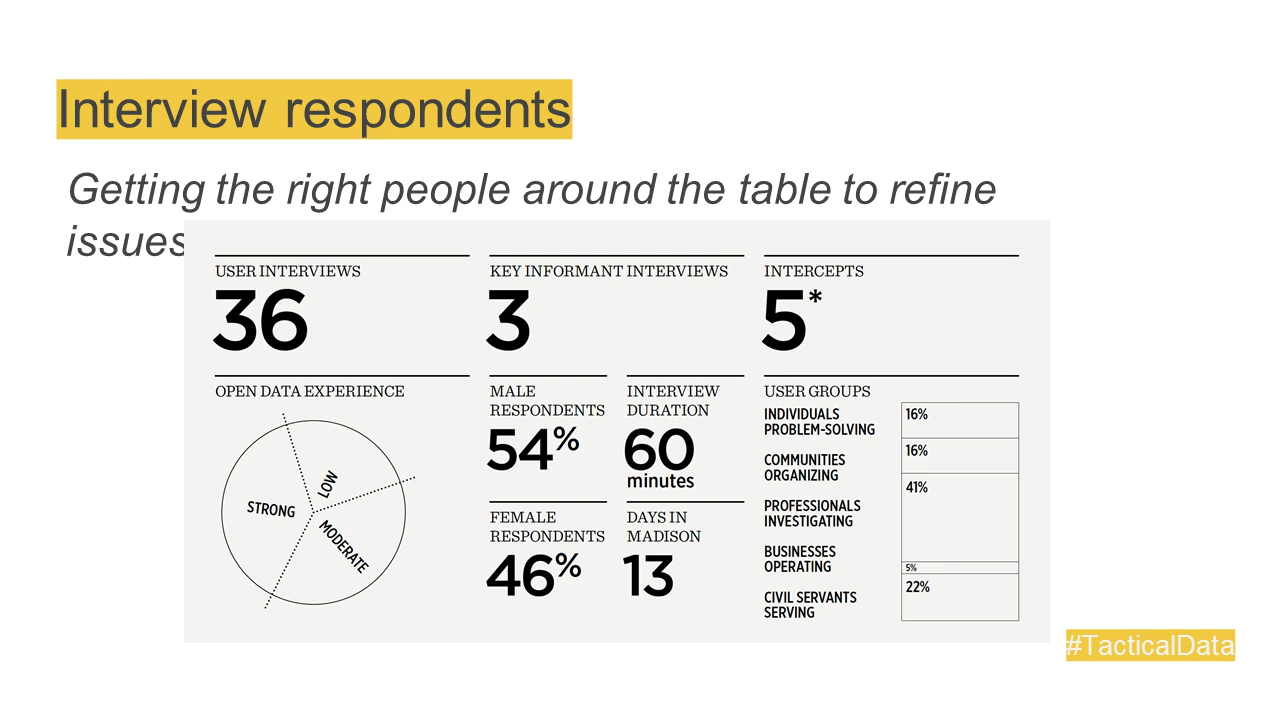 Interview respondents
Getting the right people around the table to refine
issues
USER INTERVIEWS
36
KEY INFORMANT INTERVIEWS
3
INTERCEPTS
5*
OPEN DATA EXPERIENCE
LOW
STRONG
MODERATE
MALE
RESPONDENTS
54%
INTERVIEW
DURATION
60
minutes
FEMALE
RESPONDENTS
46%
DAYS IN
MADISON
13
USER GROUPS
INDIVIDUALS
PROBLEM-SOLVING
16%
COMMUNITIES
ORGANIZING
16%
PROFESSIONALS
INVESTIGATING
41%
BUSINESSES
OPERATING
5%
CIVIL SERVANTS
SERVING
22%
#TacticalData